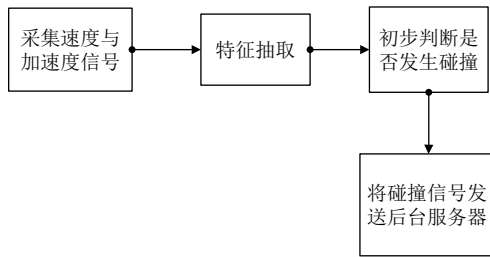 采集速度与
加速度信号
特征抽取
初步判断是
否发生碰撞
将碰撞信号发
送后台服务器